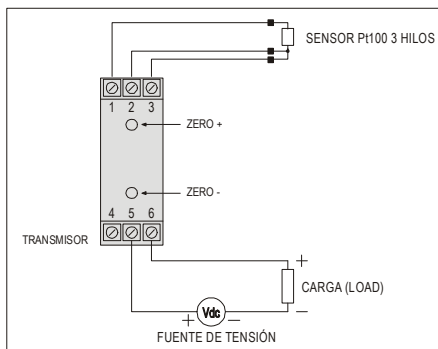 SENSOR Pt100 3 HILOS
1 2 3
ZERO +
ZERO -
4 5 6
TRANSMISOR
+
CARGA (LOAD)
-
+ Vdc -
FUENTE DE TENSIÓN